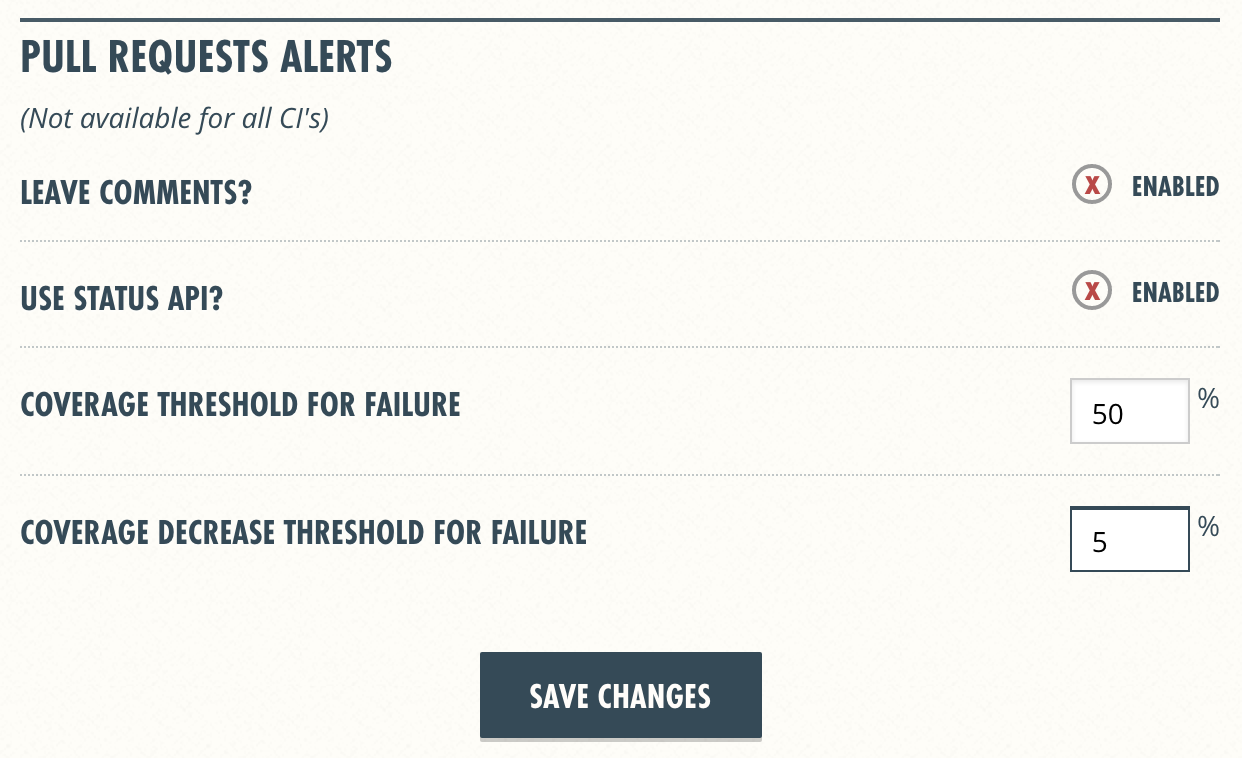 PULL REQUESTS ALERTS
(Not available for all CI's)
LEAVE COMMENTS? X ENABLED
USE STATUS API? X ENABLED
COVERAGE THRESHOLD FOR FAILURE 50 %
COVERAGE DECREASE THRESHOLD FOR FAILURE 5 %
SAVE CHANGES